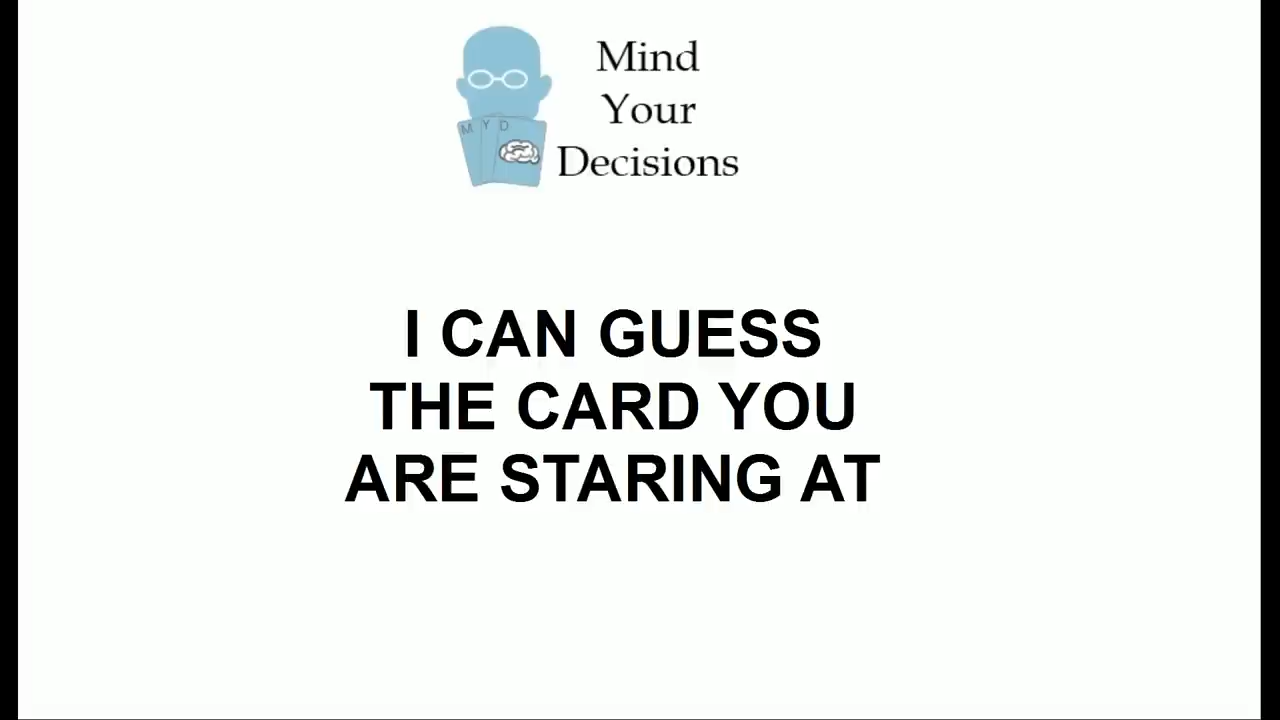 Mind
Your
Decisions
M Y D
I CAN GUESS
THE CARD YOU
ARE STARING AT